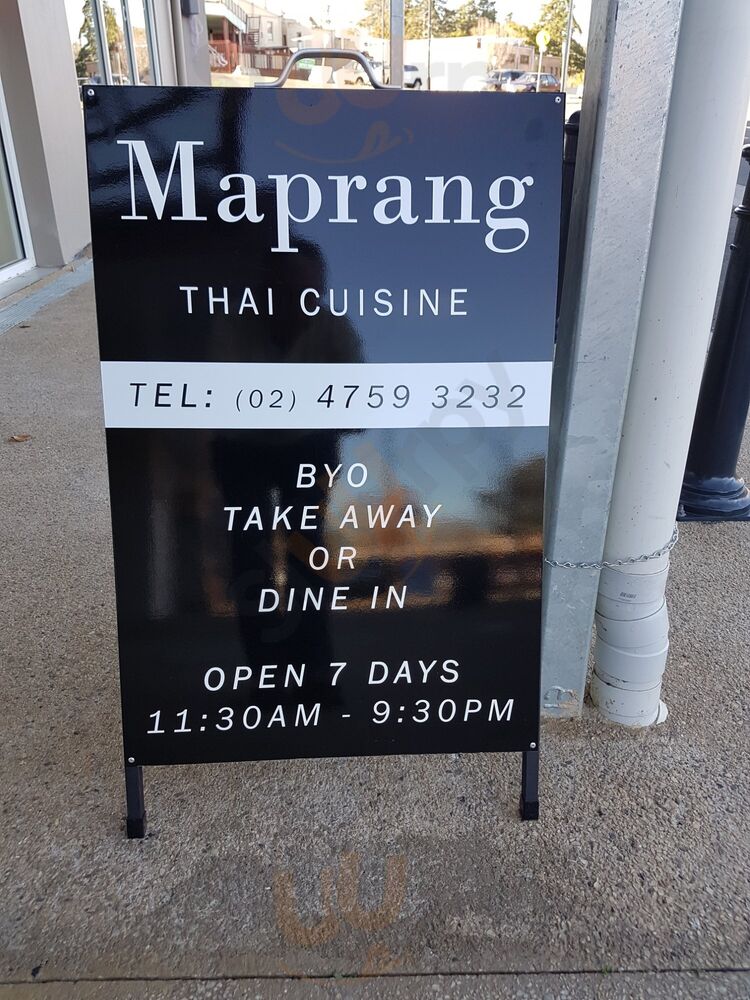 Maprang
THAI CUISINE
TEL: (02) 4759 3232
BYO
TAKE AWAY
OR
DINE IN
OPEN 7 DAYS
11:30AM - 9:30PM